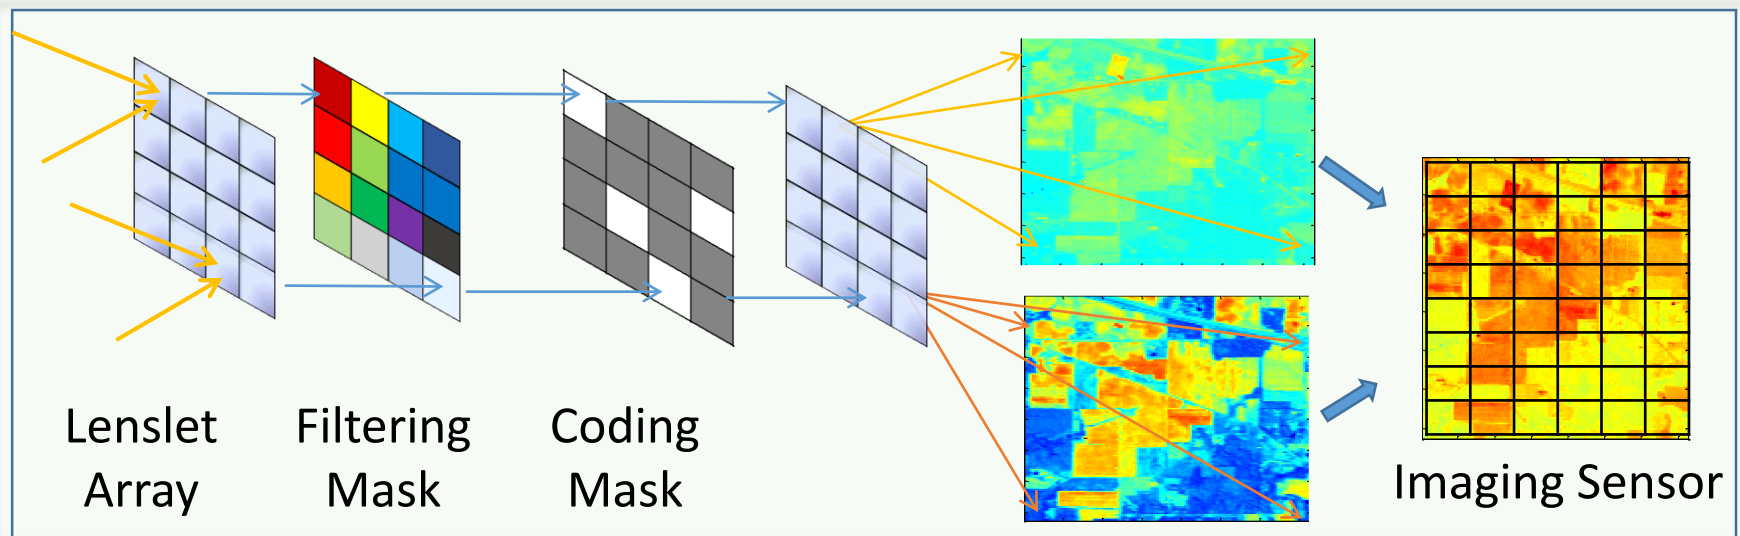 Lenslet
Array
Filtering
Mask
Coding
Mask
Imaging Sensor